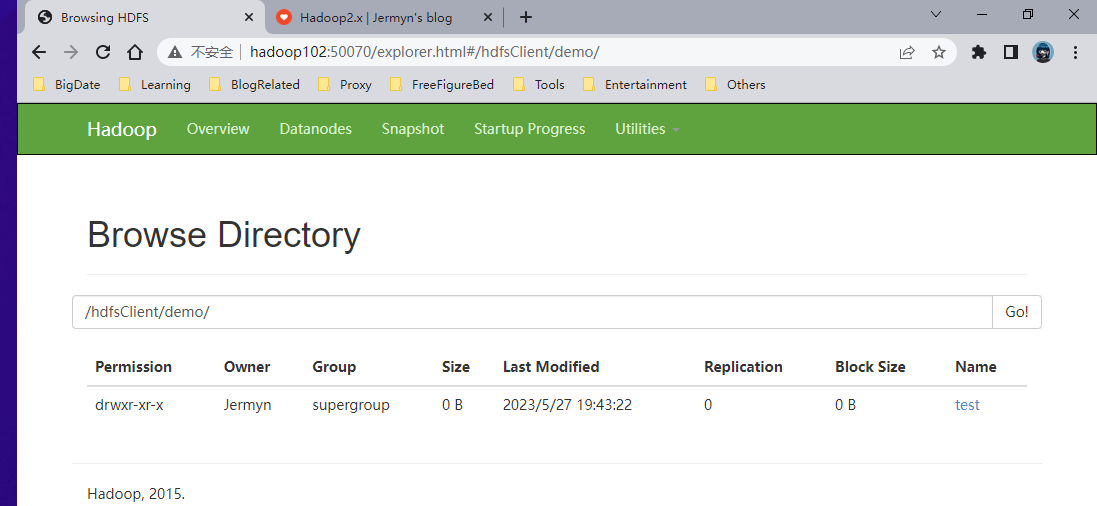 Browsing HDFS Hadoop2.x | Jermyn's blog
不安全 hadoop102:50070/explorer.html#/hdfsClient/demo/
BigDate Learning BlogRelated Proxy FreeFigureBed Tools Entertainment Others
Hadoop Overview Datanodes Snapshot Startup Progress Utilities
Browse Directory
/hdfsClient/demo/ Go!
Permission Owner Group Size Last Modified Replication Block Size Name
drwxr-xr-x Jermyn supergroup 0 B 2023/5/27 19:43:22 0 0 B test
Hadoop, 2015.